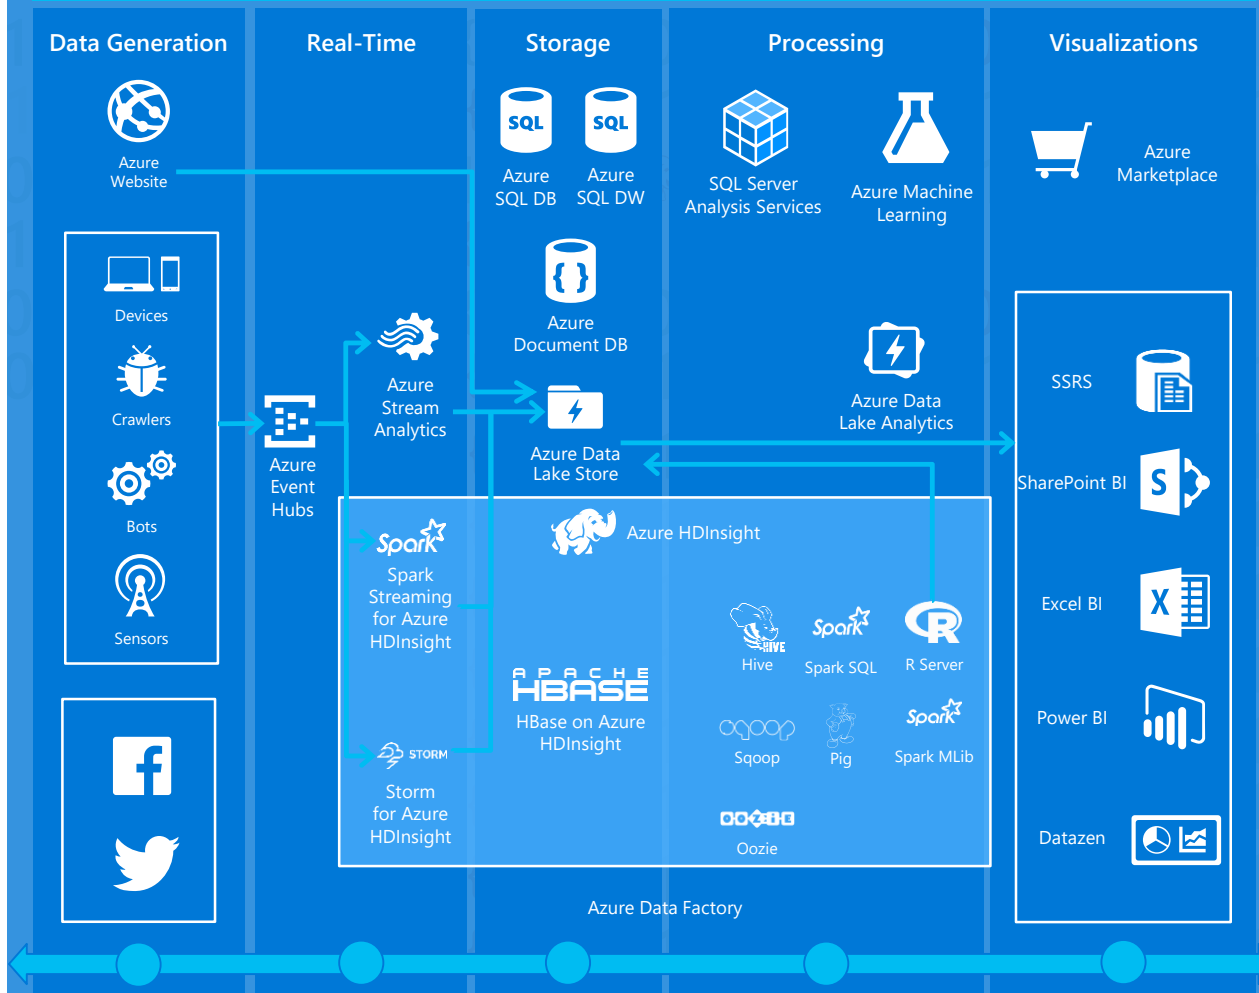 Data Generation
Real-Time
Storage
Processing
Visualizations
Azure
Website
SQL
SQL
Azure
SQL DB
Azure
SQL DW
SQL Server
Analysis Services
Azure Machine
Learning
Azure
Marketplace
Devices
Crawlers
Bots
Sensors
Azure
Event
Hubs
Azure
Stream
Analytics
{ }
Azure
Document DB
Azure Data
Lake Store
Azure Data
Lake Analytics
SSRS
S
SharePoint BI
X
Excel BI
Power BI
Datazen
Spark
Spark
Streaming
for Azure
HDInsight
STORM
Storm
for Azure
HDInsight
Azure HDInsight
APACHE
HBASE
HBase on Azure
HDInsight
HIVE
Hive
Spark
Spark SQL
R
R Server
sqoop
Sqoop
Pig
Spark
Spark MLib
OOZIE
Oozie
Azure Data Factory